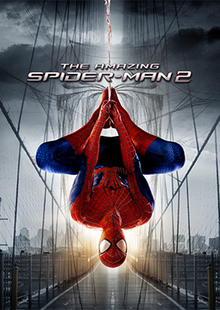 THE AMAZING
SPIDER-MAN 2